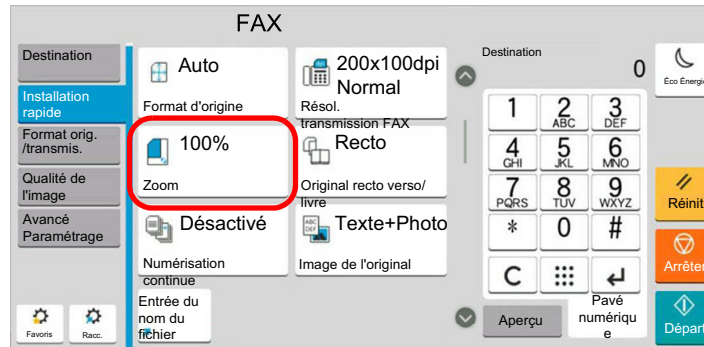 FAX
Destination
Installation
rapide
Format orig.
/transmis.
Qualité de
l'image
Avancé
Paramétrage
Favoris
Racc.
Auto
Format d'origine
200x100dpi
Normal
Résol.
transmission FAX
100%
Zoom
Recto
Original recto verso/
livre
Désactivé
Numérisation
continue
ABC
DEF
Texte+Photo
Image de l'original
Entrée du
nom du
fichier
Destination
0
1
2
ABC
3
DEF
4
GHI
5
JKL
6
MNO
7
PQRS
8
TUV
9
WXYZ
*
0
#
C
Aperçu
Pavé
numériqu
e
Éco Énergie
Réinit
Arrêter
Départ